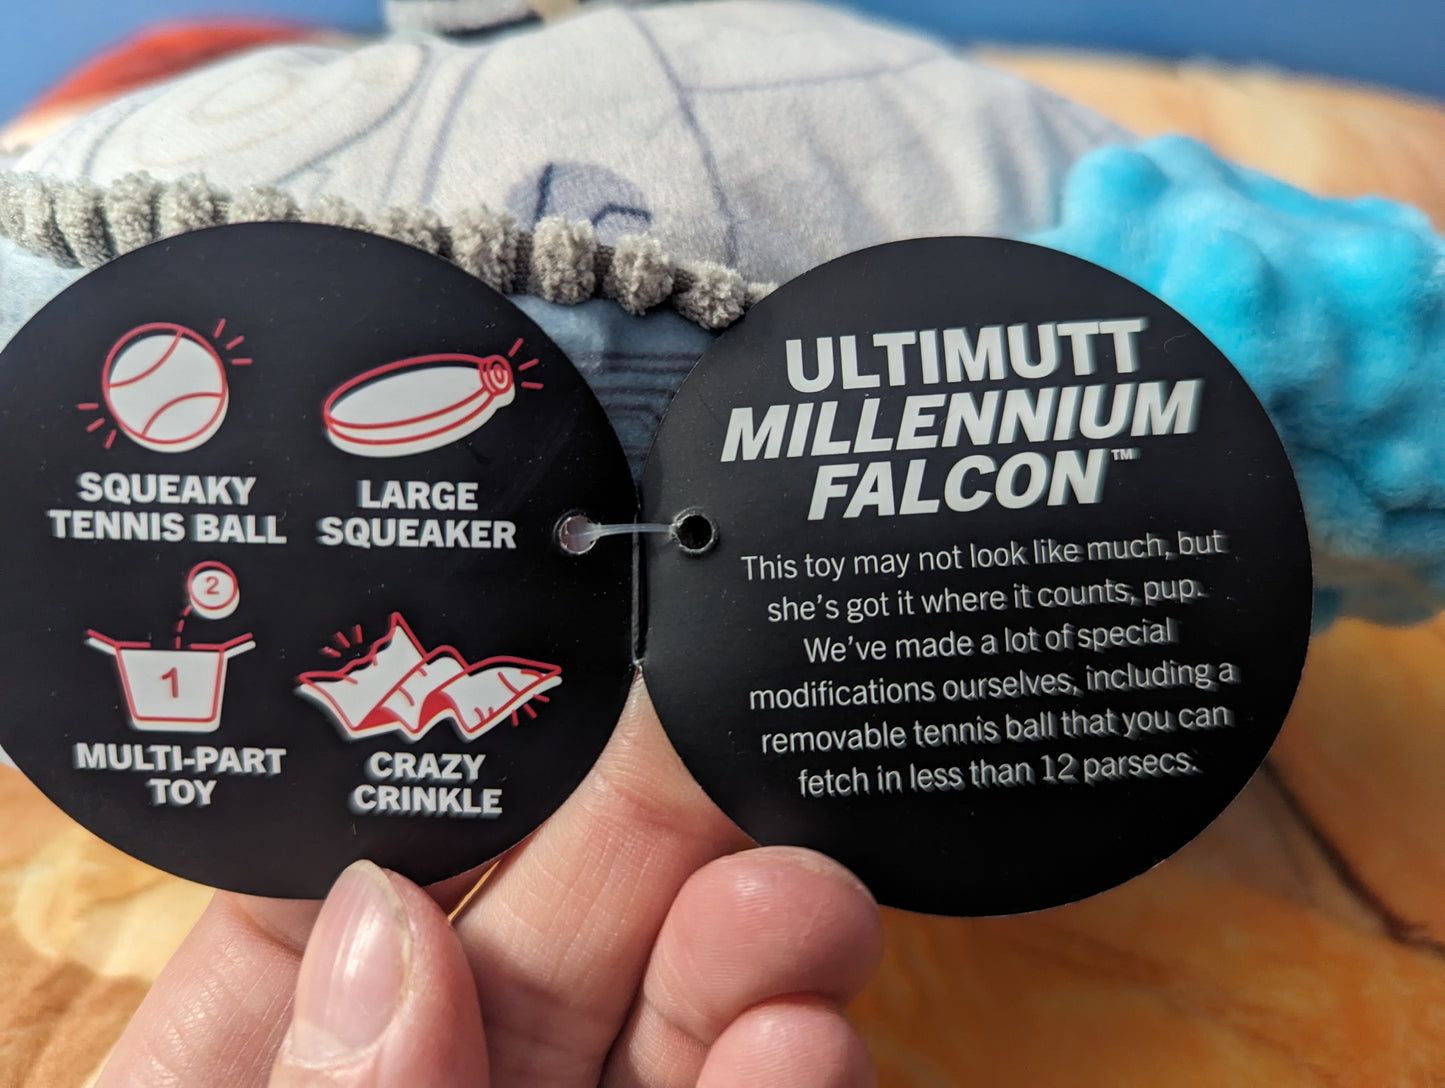 SQUEAKY
TENNIS BALL
LARGE
SQUEAKER
2
1
MULTI-PART
TOY
CRAZY
CRINKLE
ULTIMUTT
MILLENNIUM
FALCON™
This toy may not look like much, but
she's got it where it counts, pup.
We've made a lot of special
modifications ourselves, including a
removable tennis ball that you can
fetch in less than 12 parsecs.